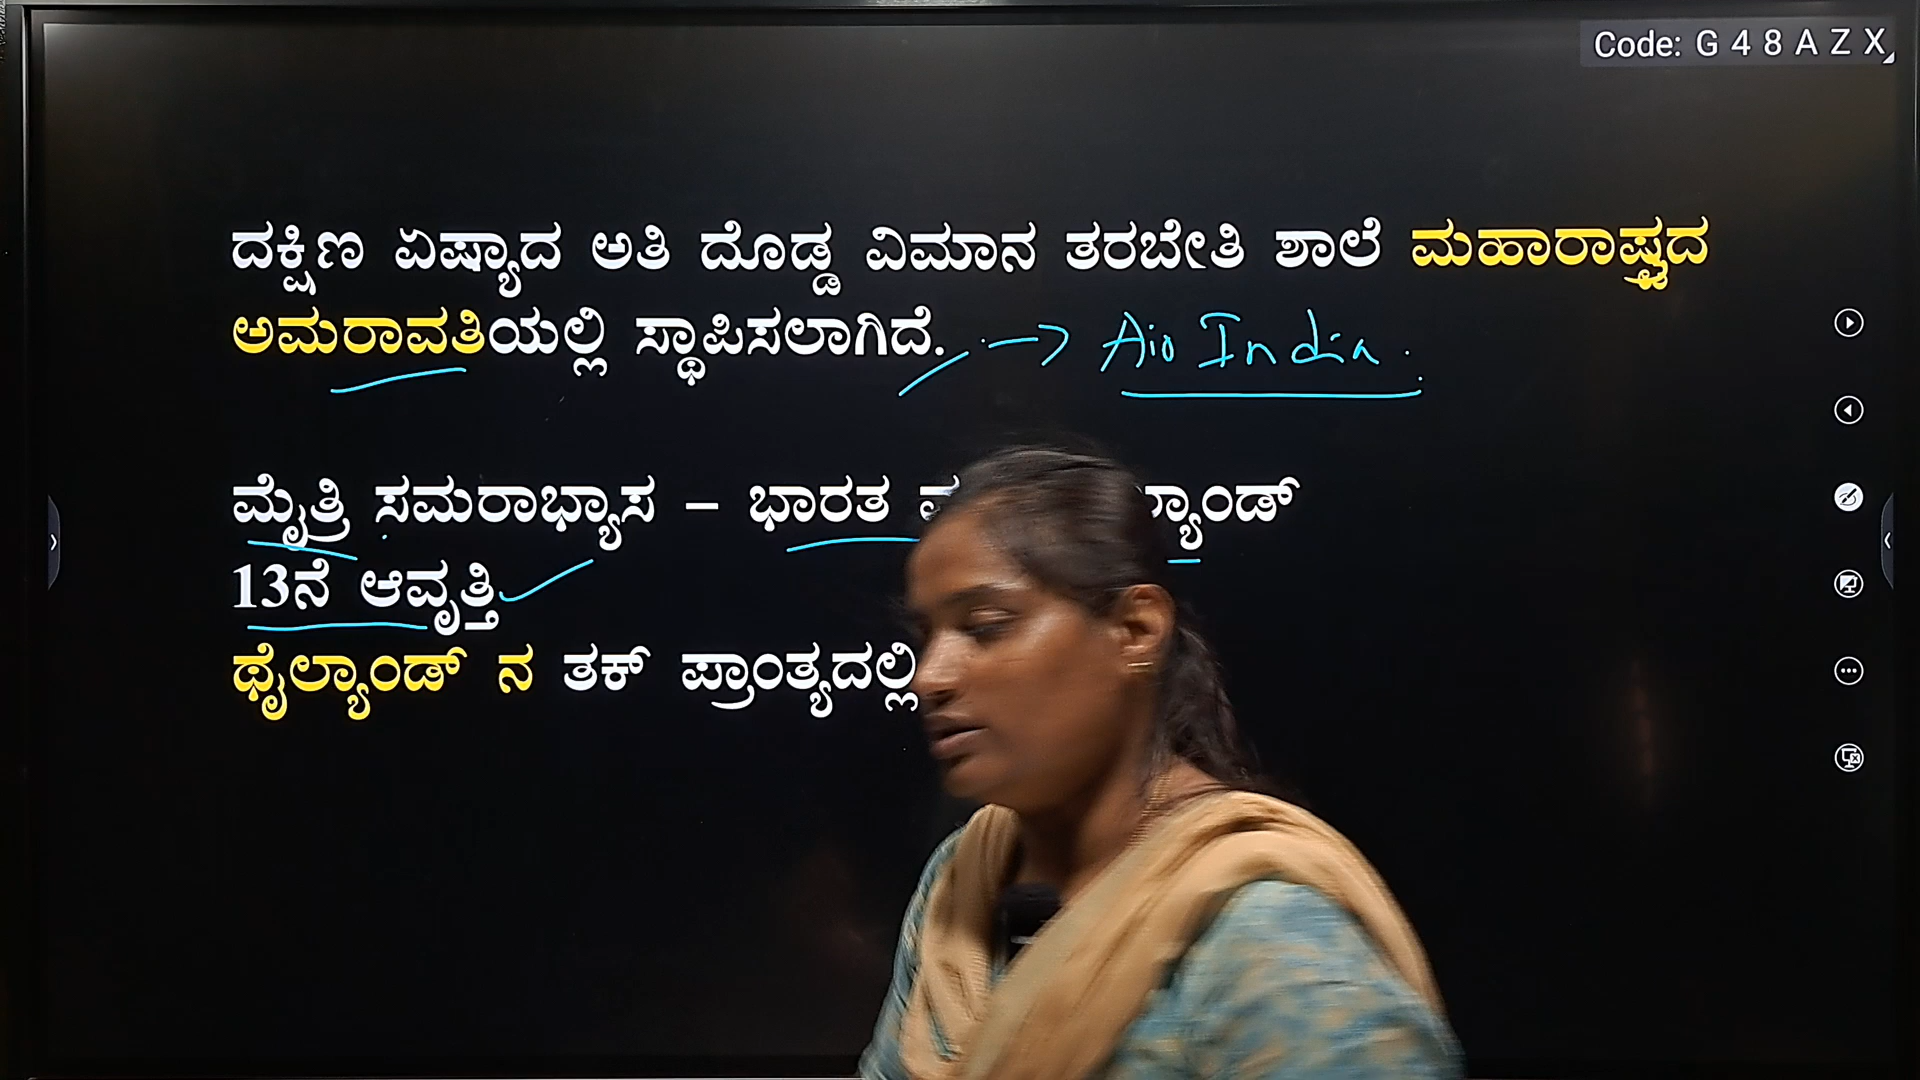 Code: G 4 8 A Z X
ದಕ್ಷಿಣ ಏಷ್ಯಾದ ಅತಿ ದೊಡ್ಡ ವಿಮಾನ ತರಬೇತಿ ಶಾಲೆ ಮಹಾರಾಷ್ಟ್ರದ
ಅಮರಾವತಿಯಲ್ಲಿ ಸ್ಥಾಪಿಸಲಾಗಿದೆ. → Air India.
ಮೈತ್ರಿ ಸಮರಾಭ್ಯಾಸ – ಭಾರತ
13ನೆ ಆವೃತ್ತಿ
ಥೈಲ್ಯಾಂಡ್ ನ ತಕ್ ಪ್ರಾಂತ್ಯದಲ್ಲಿ